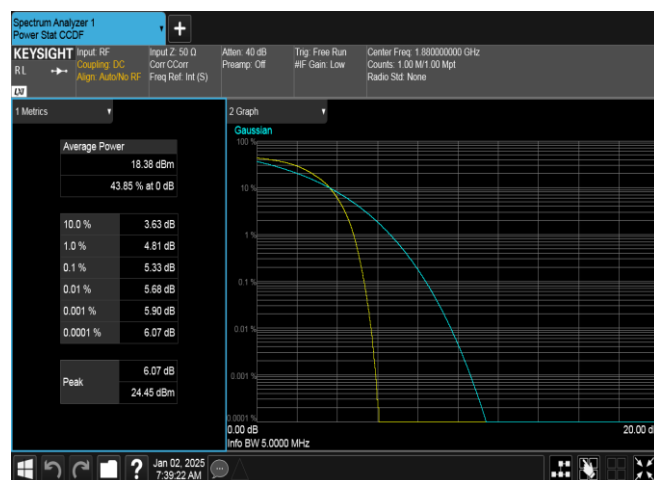 Spectrum Analyzer 1
Power Stat CCDF
+
KEYSIGHT
RL
LXI
Input: RF
Coupling: DC
Align: Auto/No RF
Input Z: 50 Ω
Corr CCorr
Freq Ref: Int (S)
Atten: 40 dB
Preamp: Off
Trig: Free Run
#IF Gain: Low
Center Freq: 1.880000000 GHz
Counts: 1.00 M/1.00 Mpt
Radio Std: None
1 Metrics
Average Power
18.38 dBm
43.85 % at 0 dB
10.0 % 3.63 dB
1.0 % 4.81 dB
0.1 % 5.33 dB
0.01 % 5.68 dB
0.001 % 5.90 dB
0.0001 % 6.07 dB
Peak
6.07 dB
24.45 dBm
2 Graph
Gaussian
100 %
10 %
1 %
0.1 %
0.01 %
0.001 %
0.0001 %
0.00 dB
20.00 d
Info BW 5.0000 MHz
?
Jan 02, 2025
7:39:22 AM